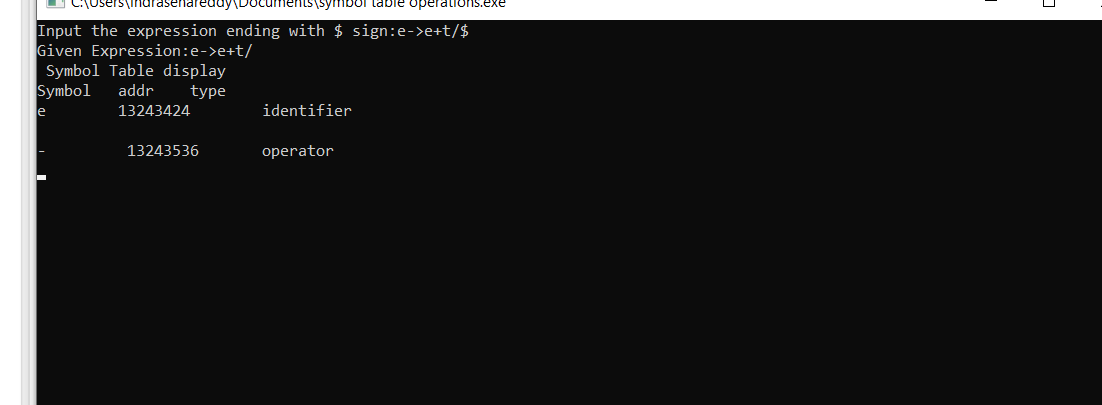 C:\Users\indrasenareddy\Documents\symbol table operations.exe
Input the expression ending with $ sign:e->e+t/$
Given Expression:e->e+t/
Symbol Table display
Symbol addr type
e 13243424 identifier
- 13243536 operator